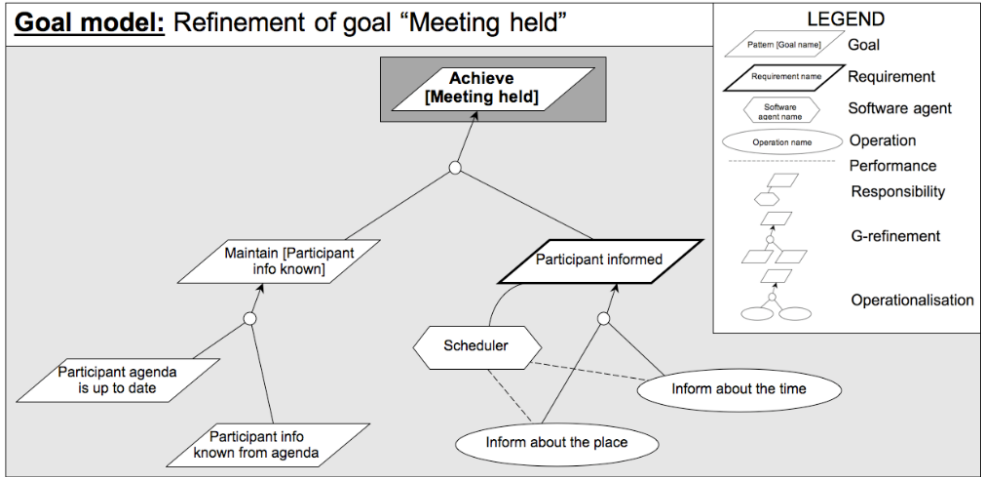 Goal model: Refinement of goal “Meeting held”
Achieve
[Meeting held]
Maintain [Participant
info known]
Participant informed
Scheduler
Participant agenda
is up to date
Inform about the time
Participant info
known from agenda
Inform about the place
LEGEND
Pattern [Goal name]
Goal
Requirement name
Requirement
Software
agent name
Software agent
Operation name
Operation
Performance
Responsibility
G-refinement
Operationalisation